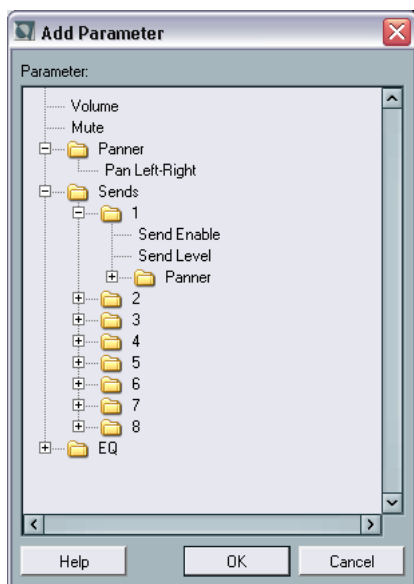 Add Parameter
Parameter:
Volume
Mute
Panner
Pan Left-Right
Sends
1
Send Enable
Send Level
Panner
2
3
4
5
6
7
8
EQ
Help OK Cancel